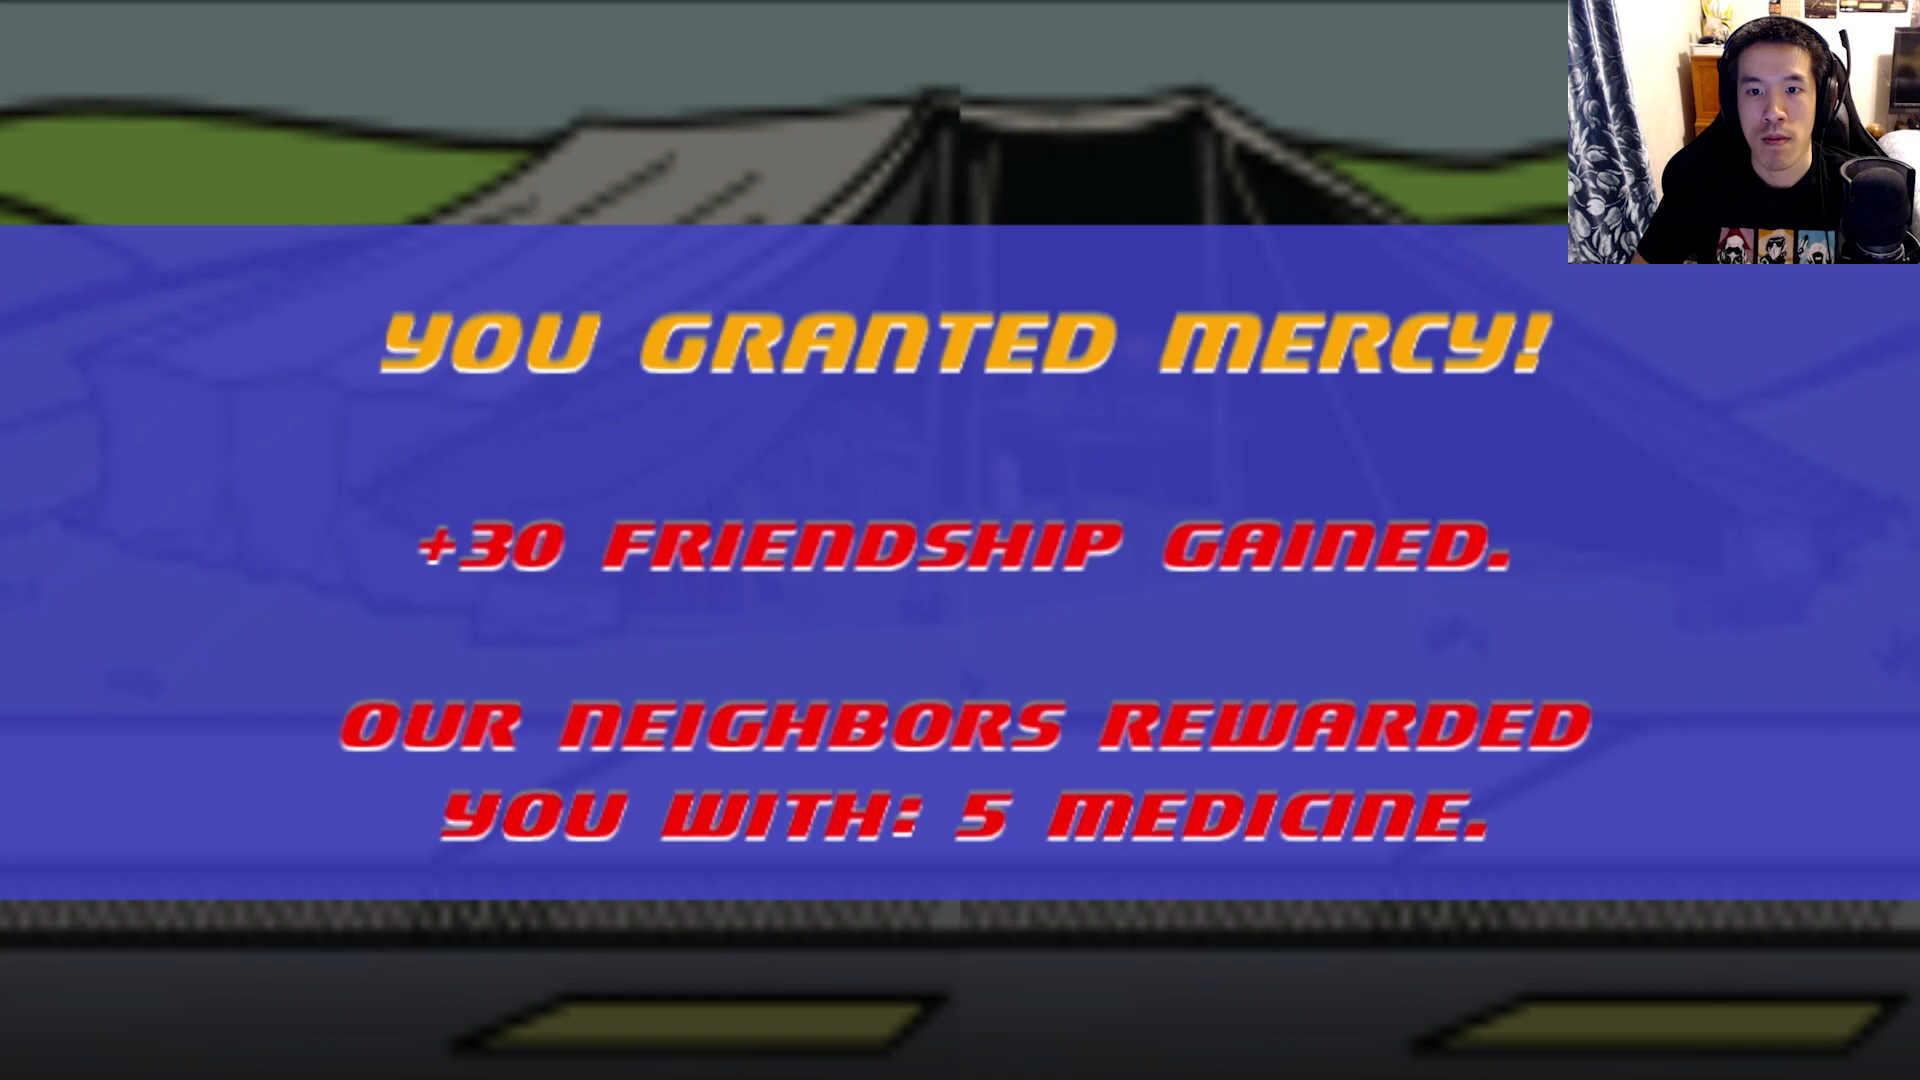 YOU GRANTED MERCY!
+30 FRIENDSHIP GAINED.
OUR NEIGHBORS REWARDED
YOU WITH: 5 MEDICINE.